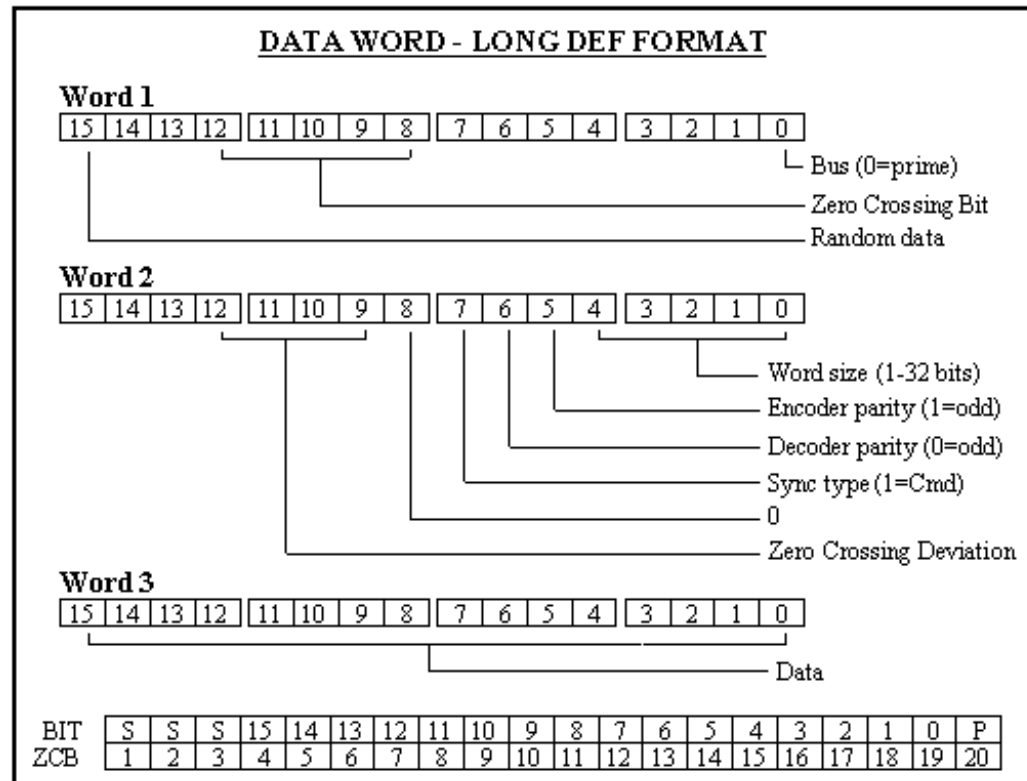 DATA WORD - LONG DEF FORMAT
Word 1
15 14 13 12 11 10 9 8 7 6 5 4 3 2 1 0
Bus (0=prime)
Zero Crossing Bit
Random data
Word 2
15 14 13 12 11 10 9 8 7 6 5 4 3 2 1 0
Word size (1-32 bits)
Encoder parity (1=odd)
Decoder parity (0=odd)
Sync type (1=Cmd)
0
Zero Crossing Deviation
Word 3
15 14 13 12 11 10 9 8 7 6 5 4 3 2 1 0
Data
BIT S S S 15 14 13 12 11 10 9 8 7 6 5 4 3 2 1 0 P
ZCB 1 2 3 4 5 6 7 8 9 10 11 12 13 14 15 16 17 18 19 20